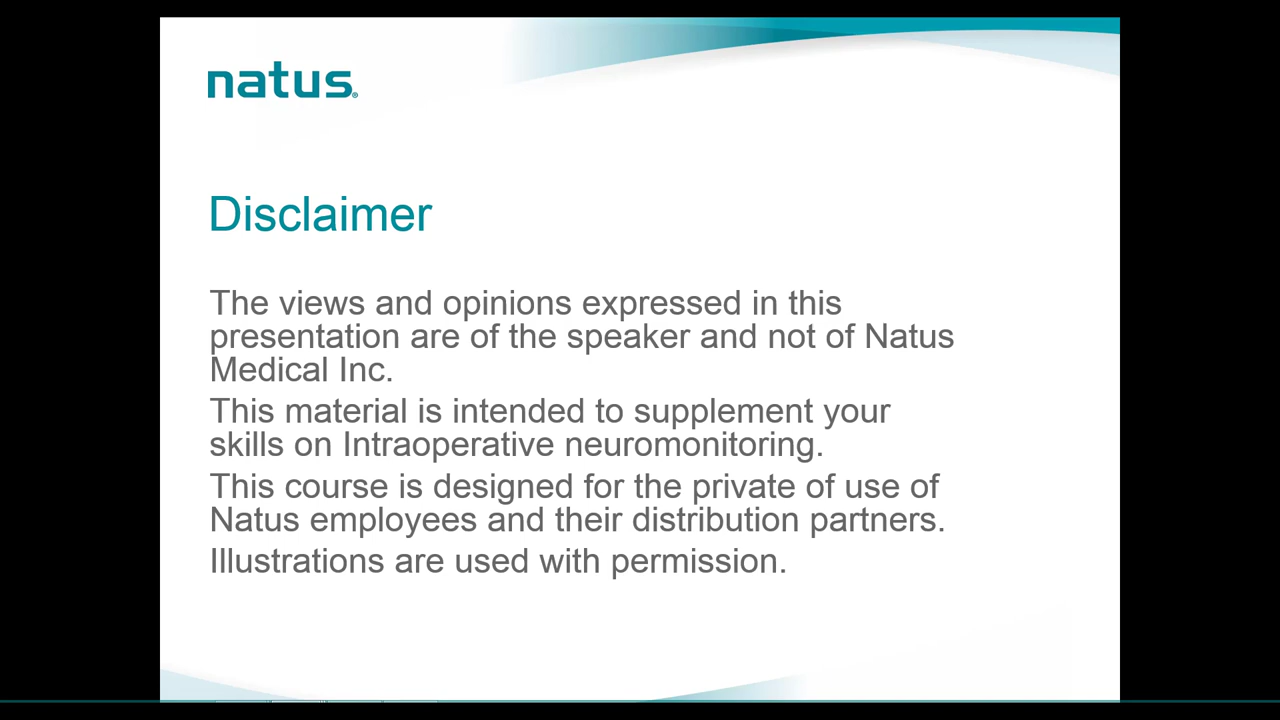 natus®
Disclaimer
The views and opinions expressed in this
presentation are of the speaker and not of Natus
Medical Inc.
This material is intended to supplement your
skills on Intraoperative neuromonitoring.
This course is designed for the private of use of
Natus employees and their distribution partners.
Illustrations are used with permission.